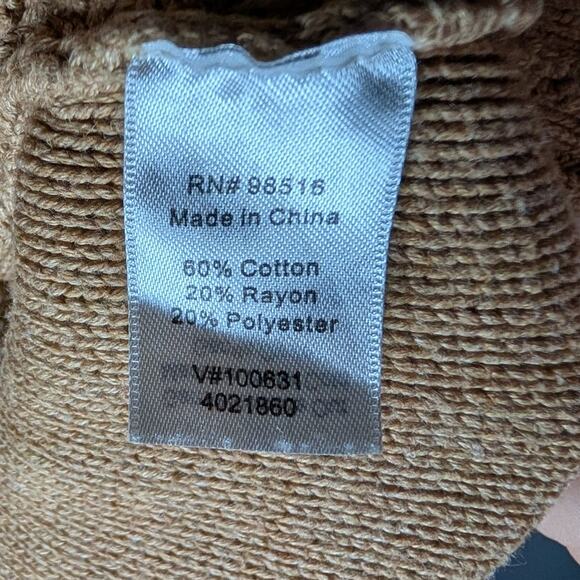 RN# 98516
Made in China
60% Cotton
20% Rayon
20% Polyester
V#100631
4021860